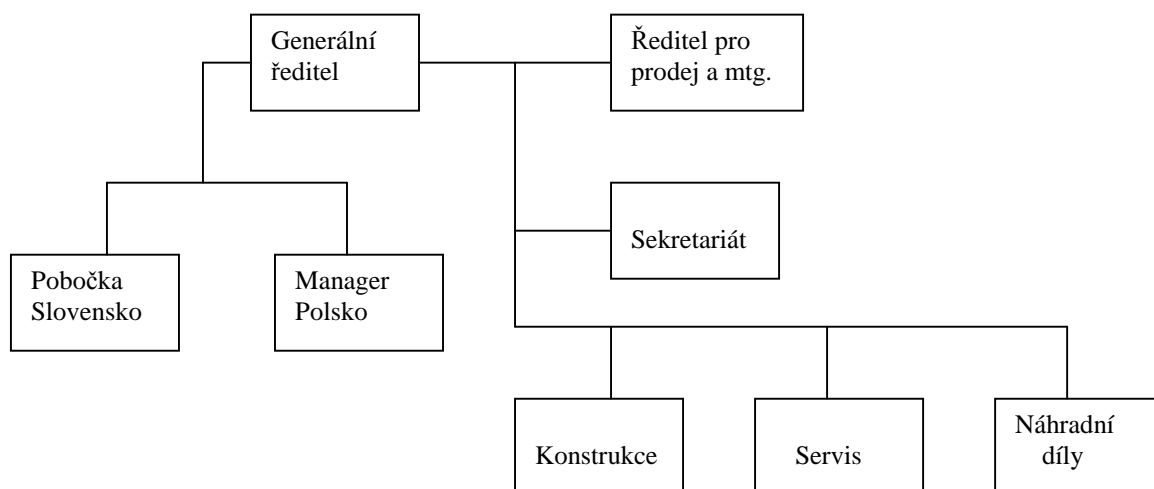 Generální
ředitel
Ředitel pro
prodej a mtg.
Sekretariát
Pobočka
Slovensko
Manager
Polsko
Konstrukce
Servis
Náhradní
díly